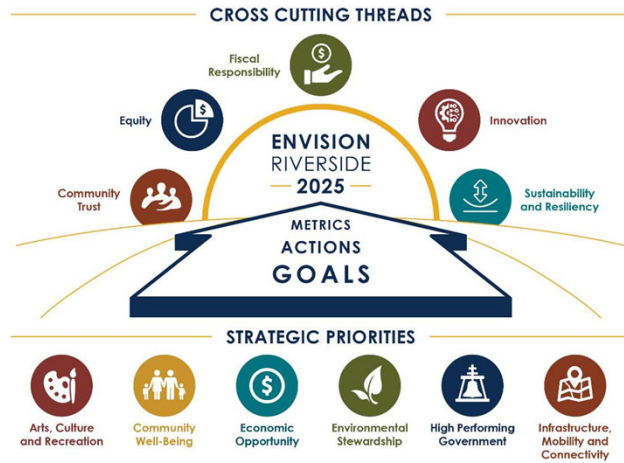 CROSS CUTTING THREADS
Fiscal
Responsibility
$
Equity
$
Innovation
ENVISION
RIVERSIDE
2025
Community
Trust
Sustainability
and Resiliency
METRICS
ACTIONS
GOALS
STRATEGIC PRIORITIES
$
Arts, Culture
and Recreation
Community
Well-Being
Economic
Opportunity
Environmental
Stewardship
High Performing
Government
Infrastructure,
Mobility and
Connectivity